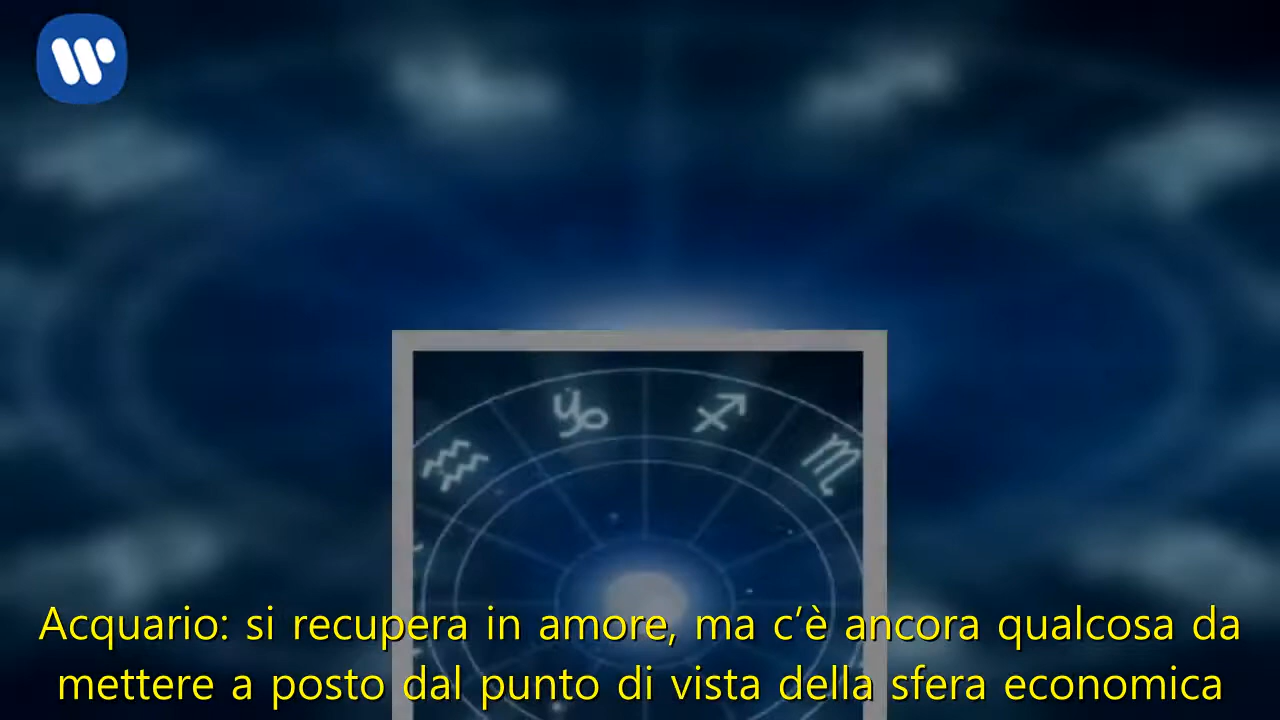 Acquario: si recupera in amore, ma c’è ancora qualcosa da
mettere a posto dal punto di vista della sfera economica